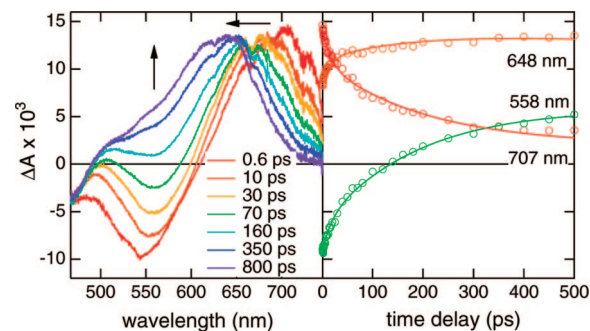 ΔA x 10³
15
10
5
0
-5
-10
0.6 ps
10 ps
30 ps
70 ps
160 ps
350 ps
800 ps
500 550 600 650 700
wavelength (nm)
648 nm
558 nm
707 nm
0 100 200 300 400 500
time delay (ps)